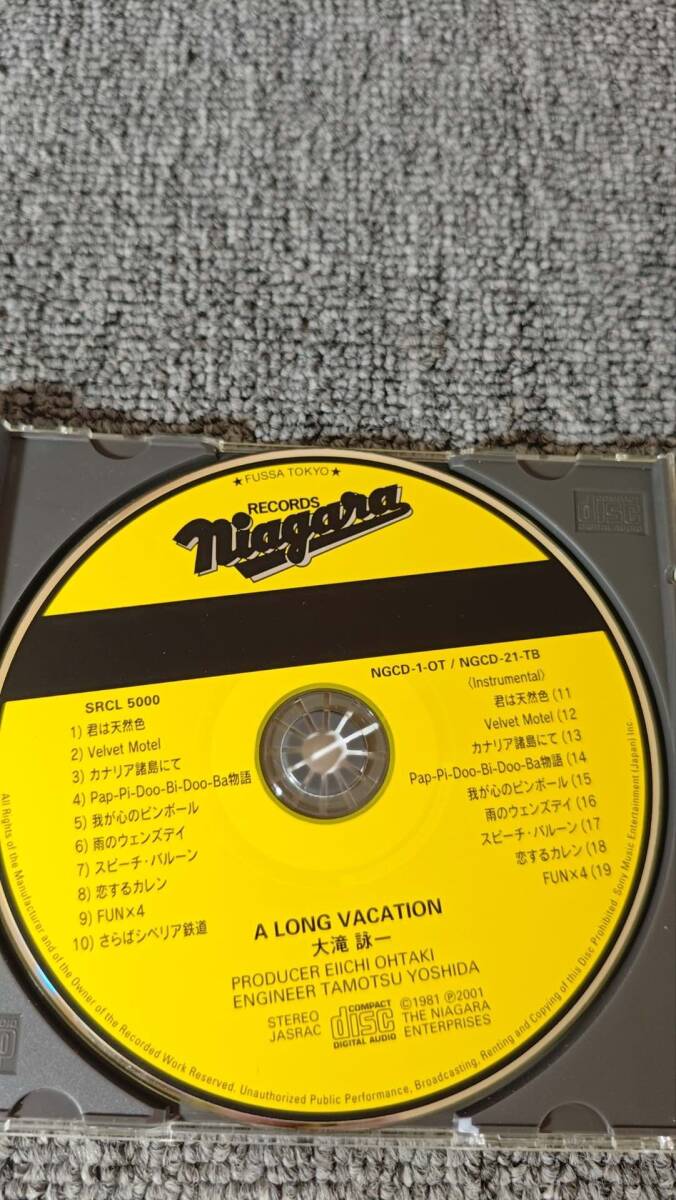 ★FUSSA TOKYO★
RECORDS
Niagara
COMPACT
disc
DIGITAL AUDIO
SRCL 5000
1) 君は天然色
2) Velvet Motel
3) カナリア諸島にて
4) Pap-Pi-Doo-Bi-Doo-Ba物語
5) 我が心のピンボール
6) 雨のウェンズデイ
7) スピーチ・バルーン
8) 恋するカレン
9) FUN×4
10) さらばシベリア鉄道
NGCD-1-OT / NGCD-21-TB
〈Instrumental〉
君は天然色 (11
Velvet Motel (12
カナリア諸島にて (13
Pap-Pi-Doo-Bi-Doo-Ba物語 (14
我が心のピンボール (15
雨のウェンズデイ (16
スピーチ・バルーン (17
恋するカレン (18
FUN×4 (19
A LONG VACATION
大滝 詠一
PRODUCER EIICHI OHTAKI
ENGINEER TAMOTSU YOSHIDA
STEREO
JASRAC
COMPACT
disc
DIGITAL AUDIO
©1981 ℗2001
THE NIAGARA
ENTERPRISES
All Rights of the Manufacturer and of the Owner of the Recorded Work Reserved. Unauthorized Public Performance, Broadcasting, Renting and Copying of this Disc Prohibited. Sony Music Entertainment (Japan) Inc.